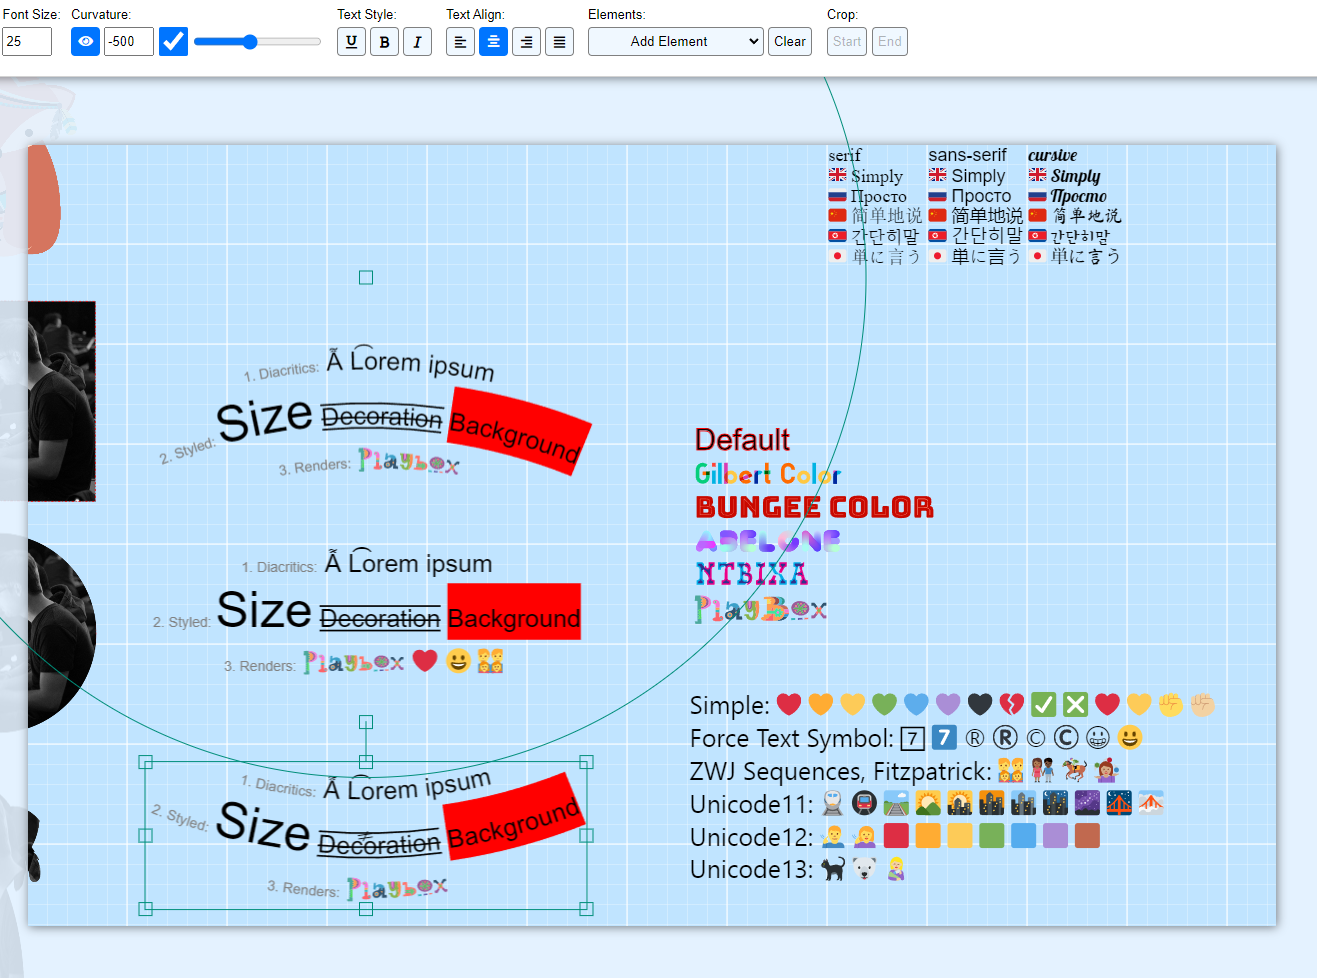 Font Size: Curvature: Text Style: Text Align: Elements: Crop:
25 -500 U B I Add Element Clear Start End
serif sans-serif cursive
🇬🇧 Simply 🇬🇧 Simply 🇬🇧 Simply
🇷🇺 Просто 🇷🇺 Просто 🇷🇺 Просто
🇨🇳 简单地说 🇨🇳 简单地说 🇨🇳 简单地说
🇰🇵 간단히말 🇰🇵 간단히말 🇰🇵 간단히말
🇯🇵 単に言う 🇯🇵 単に言う 🇯🇵 単に言う
1. Diacritics: Ã̌ L͡orem ipsum
2. Styled: Size Decoration Background
3. Renders: Playbox
Default
Gilbert Color
BUNGEE COLOR
ABELONE
NTBIXA
PlayBox
1. Diacritics: Ã̌ L͡orem ipsum
2. Styled: Size Decoration Background
3. Renders: Playbox ❤️ 😃 👩‍❤️‍👩
Simple: ❤️ 🧡 💛 💚 💙 💜 🖤 💔 ✅ ❎ ❤️ 💛 ✊ ✊🏻
Force Text Symbol: 7 7️⃣ ® ®️ © ©️ 😀︎ 😃
ZWJ Sequences, Fitzpatrick:
Unicode11:
Unicode12:
Unicode13: 🐈‍⬛ 🐻‍❄️ 👩‍🍼
1. Diacritics: Ã̌ L͡orem ipsum
2. Styled: Size Decoration Background
3. Renders: Playbox